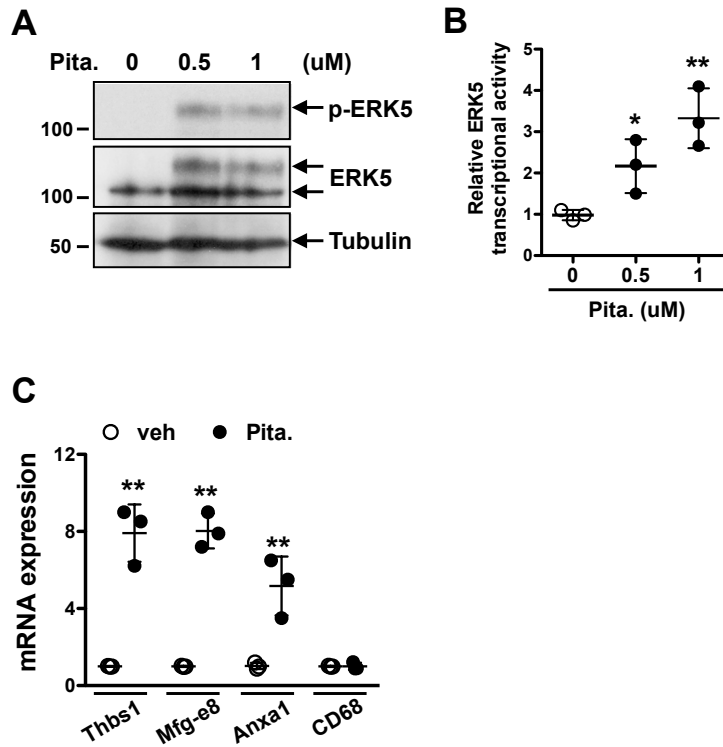 A
Pita. 0 0.5 1 (uM)
100
p-ERK5
100
ERK5
50
Tubulin
B
Relative ERK5
transcriptional activity
5
4
3
2
1
0
*
**
0 0.5 1
Pita. (uM)
C
veh Pita.
mRNA expression
12
8
4
0
** ** **
Thbs1 Mfg-e8 Anxa1 CD68